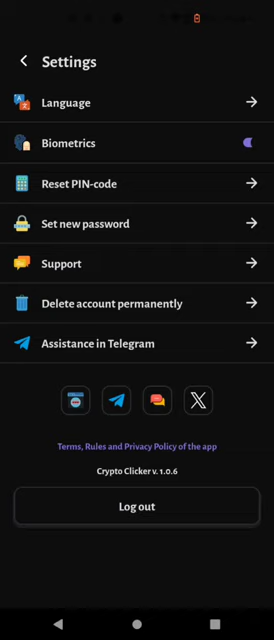 Settings
Language
Biometrics
Reset PIN-code
Set new password
Support
Delete account permanently
Assistance in Telegram
Terms, Rules and Privacy Policy of the app
Crypto Clicker v. 1.0.6
Log out